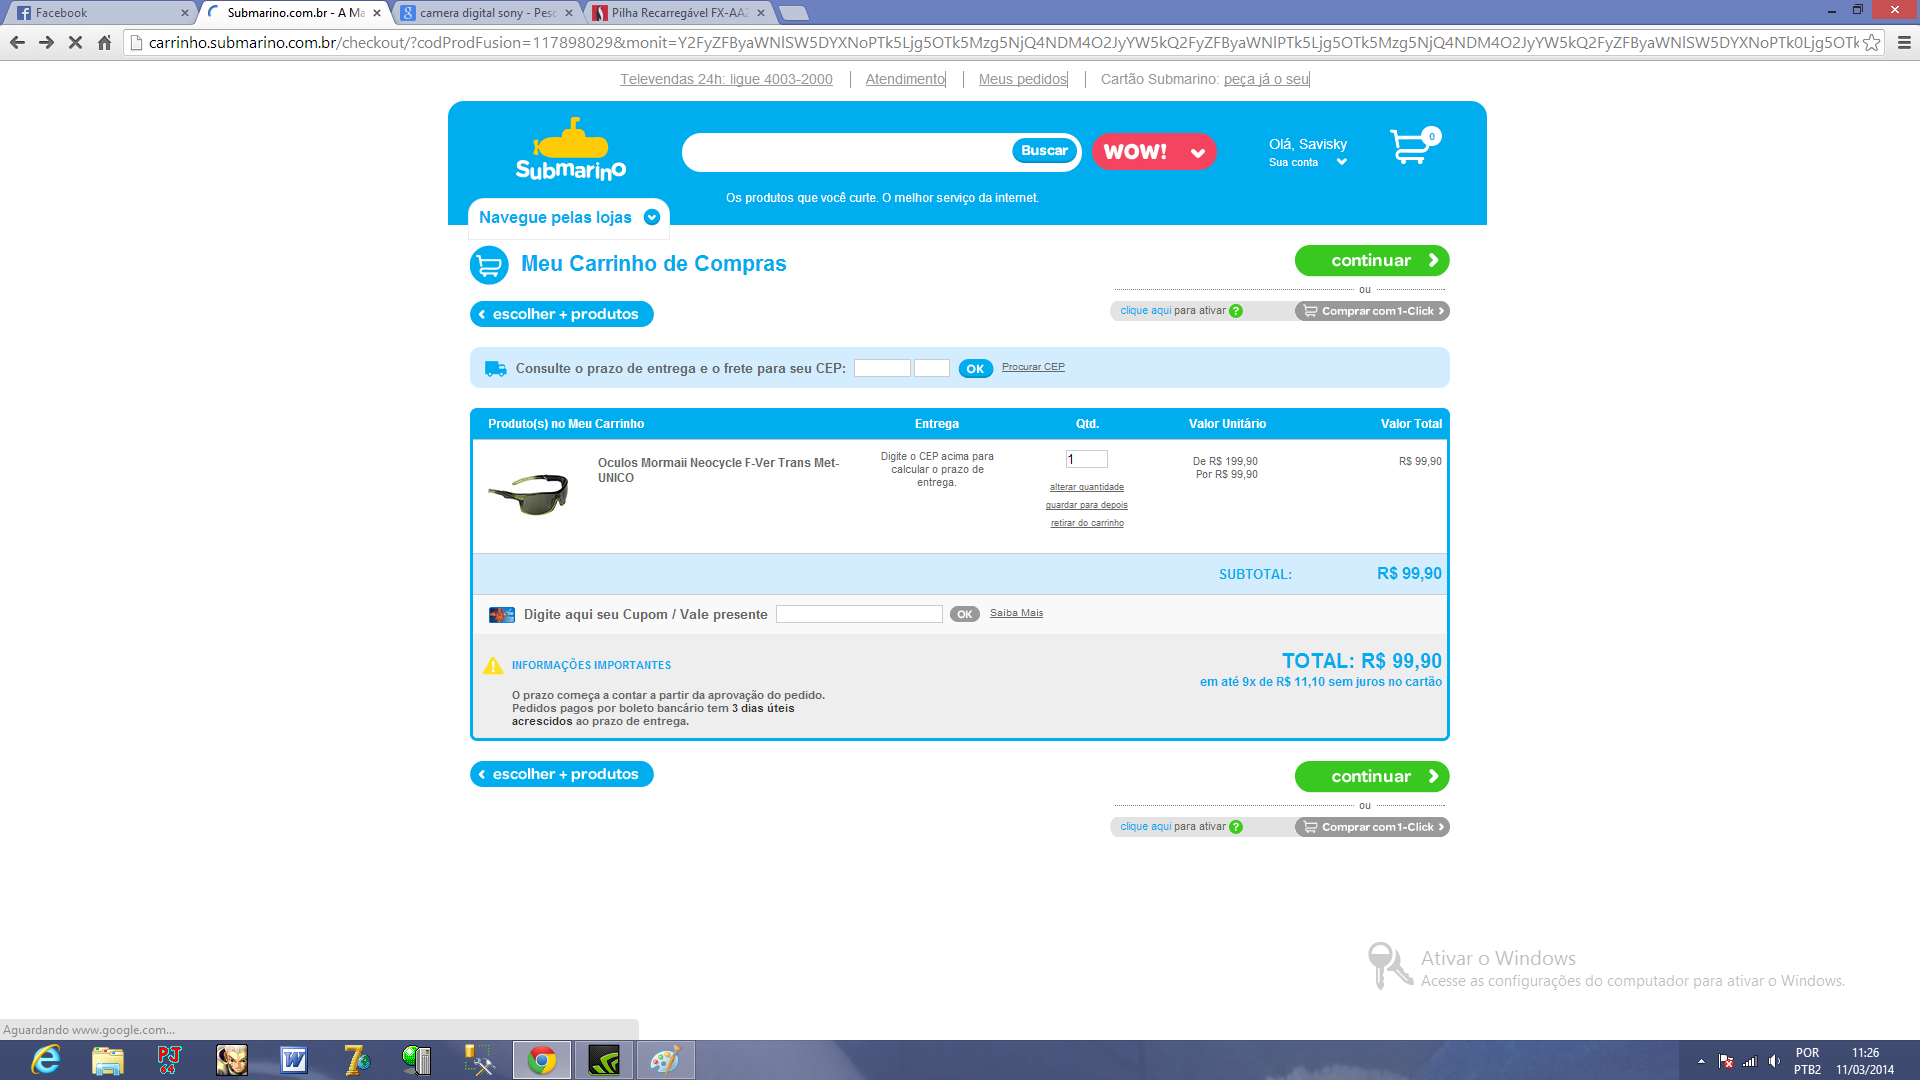 Facebook
Submarino.com.br - A Ma
camera digital sony - Pesc
Pilha Recarregável FX-AA2
carrinho.submarino.com.br/checkout/?codProdFusion=117898029&monit=Y2FyZFByaWNlSW5DYXNoPTk5Ljg5OTk5Mzg5NjQ4NDM4O2JyYW5kQ2FyZFByaWNlPTk5Ljg5OTk5Mzg5NjQ4NDM4O2JyYW5kQ2FyZFByaWNlSW5DYXNoPTk0Ljg5OTk
Televendas 24h: ligue 4003-2000
Atendimento
Meus pedidos
Cartão Submarino: peça já o seu
Submarino
Buscar
WOW!
Olá, Savisky
Sua conta
0
Os produtos que você curte. O melhor serviço da internet.
Navegue pelas lojas
Meu Carrinho de Compras
continuar
ou
escolher + produtos
clique aqui para ativar ?
Comprar com 1-Click
Consulte o prazo de entrega e o frete para seu CEP:
OK
Procurar CEP
Produto(s) no Meu Carrinho
Entrega
Qtd.
Valor Unitário
Valor Total
Oculos Mormaii Neocycle F-Ver Trans Met-
UNICO
Digite o CEP acima para
calcular o prazo de
entrega.
1
alterar quantidade
guardar para depois
retirar do carrinho
De R$ 199,90
Por R$ 99,90
R$ 99,90
SUBTOTAL:
R$ 99,90
Digite aqui seu Cupom / Vale presente
OK
Saiba Mais
INFORMAÇÕES IMPORTANTES
O prazo começa a contar a partir da aprovação do pedido.
Pedidos pagos por boleto bancário tem 3 dias úteis
acrescidos ao prazo de entrega.
TOTAL: R$ 99,90
em até 9x de R$ 11,10 sem juros no cartão
escolher + produtos
continuar
ou
clique aqui para ativar ?
Comprar com 1-Click
Ativar o Windows
Acesse as configurações do computador para ativar o Windows.
Aguardando www.google.com...
PJT
64
POR
PTB2
11:26
11/03/2014